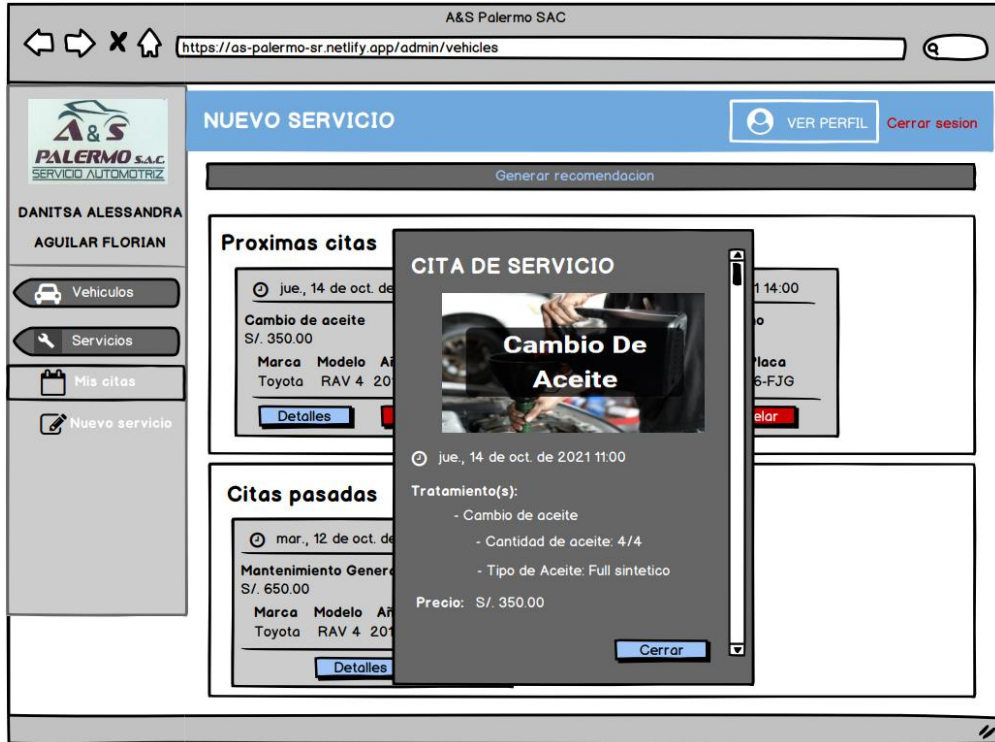 A&S Palermo SAC
https://as-palermo-sr.netlify.app/admin/vehicles
A & S
PALERMO S.A.C.
SERVICIO AUTOMOTRIZ
DANITSA ALESSANDRA
AGUILAR FLORIAN
Vehiculos
Servicios
Mis citas
Nuevo servicio
NUEVO SERVICIO
VER PERFIL
Cerrar sesion
Generar recomendacion
Proximas citas
jue., 14 de oct. de
Cambio de aceite
S/. 350.00
Marca Modelo
Toyota RAV 4
Detalles
14:00
6-FJG
Citas pasadas
mar., 12 de oct. de
Mantenimiento
S/. 650.00
Marca Modelo
Toyota RAV 4
Detalles
CITA DE SERVICIO
Cambio De
Aceite
jue., 14 de oct. de 2021 11:00
Tratamiento(s):
- Cambio de aceite
- Cantidad de aceite: 4/4
- Tipo de Aceite: Full sintetico
Precio: S/. 350.00
Cerrar